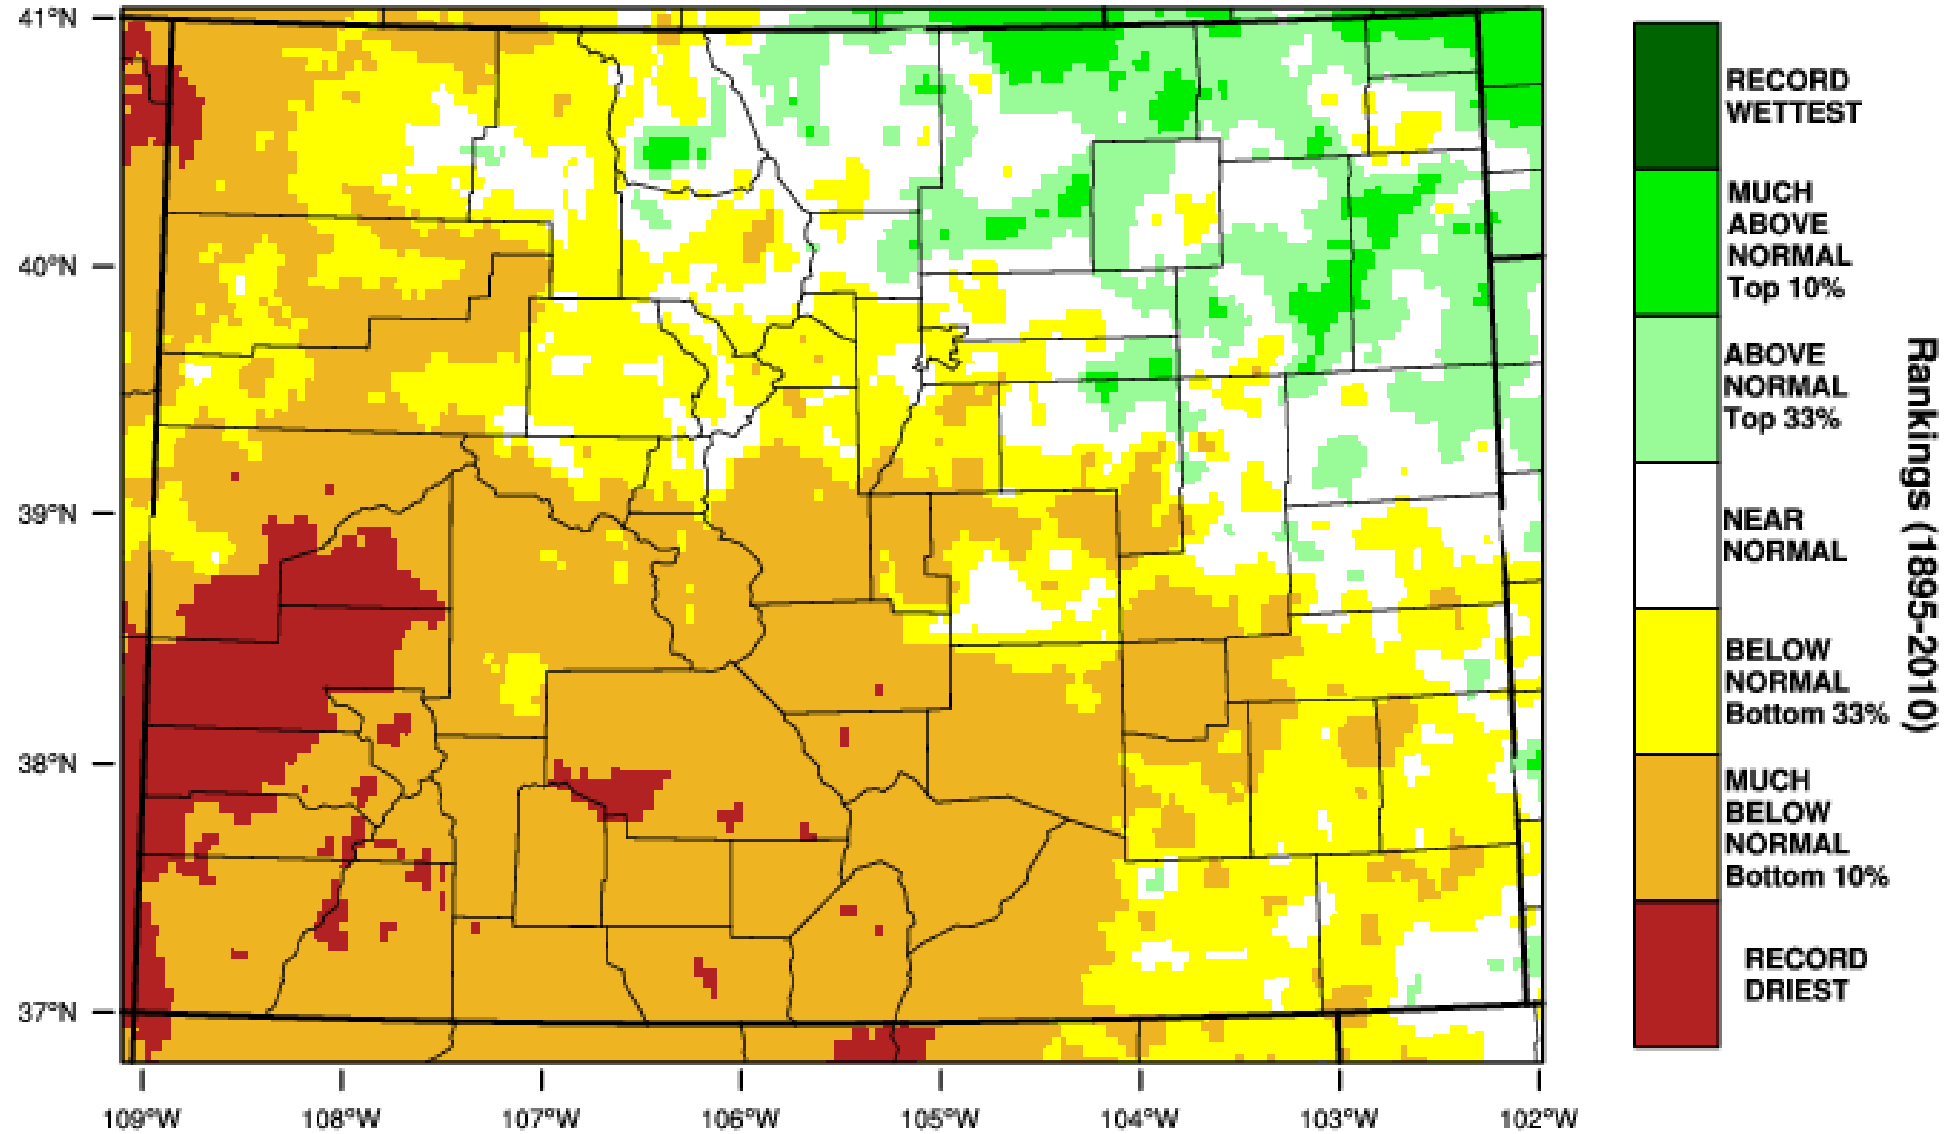 41°N
40°N
39°N
38°N
37°N
109°W
108°W
107°W
106°W
105°W
104°W
103°W
102°W
RECORD
WETTEST
MUCH
ABOVE
NORMAL
Top 10%
ABOVE
NORMAL
Top 33%
NEAR
NORMAL
BELOW
NORMAL
Bottom 33%
MUCH
BELOW
NORMAL
Bottom 10%
RECORD
DRIEST
Rankings (1895-2010)